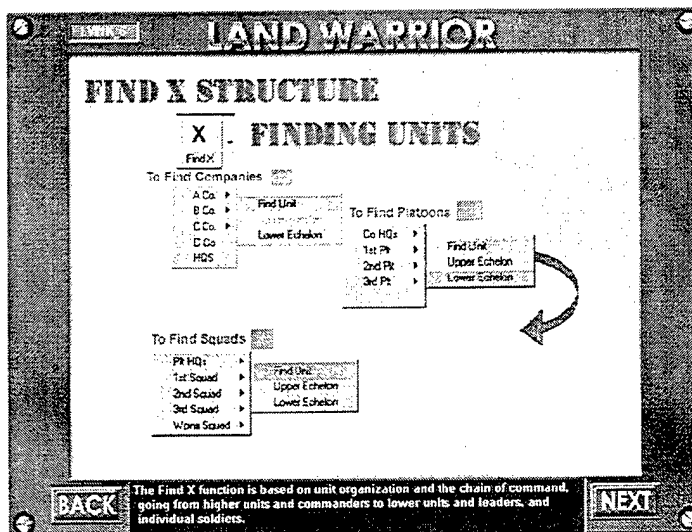 LAND WARRIOR
FIND X STRUCTURE
X - FINDING UNITS
Find X
To Find Companies
A Co.
B Co.
C Co.
D Co
HQS
Find Unit
Lower Echelon
To Find Platoons
Co HQs
1st Plt
2nd Plt
3rd Plt
Find Unit
Upper Echelon
Lower Echelon
To Find Squads
Plt HQs
1st Squad
2nd Squad
3rd Squad
Wpns Squad
Find Unit
Upper Echelon
Lower Echelon
BACK
The Find X function is based on unit organization and the chain of command,
going from higher units and commanders to lower units and leaders, and
individual soldiers.
NEXT